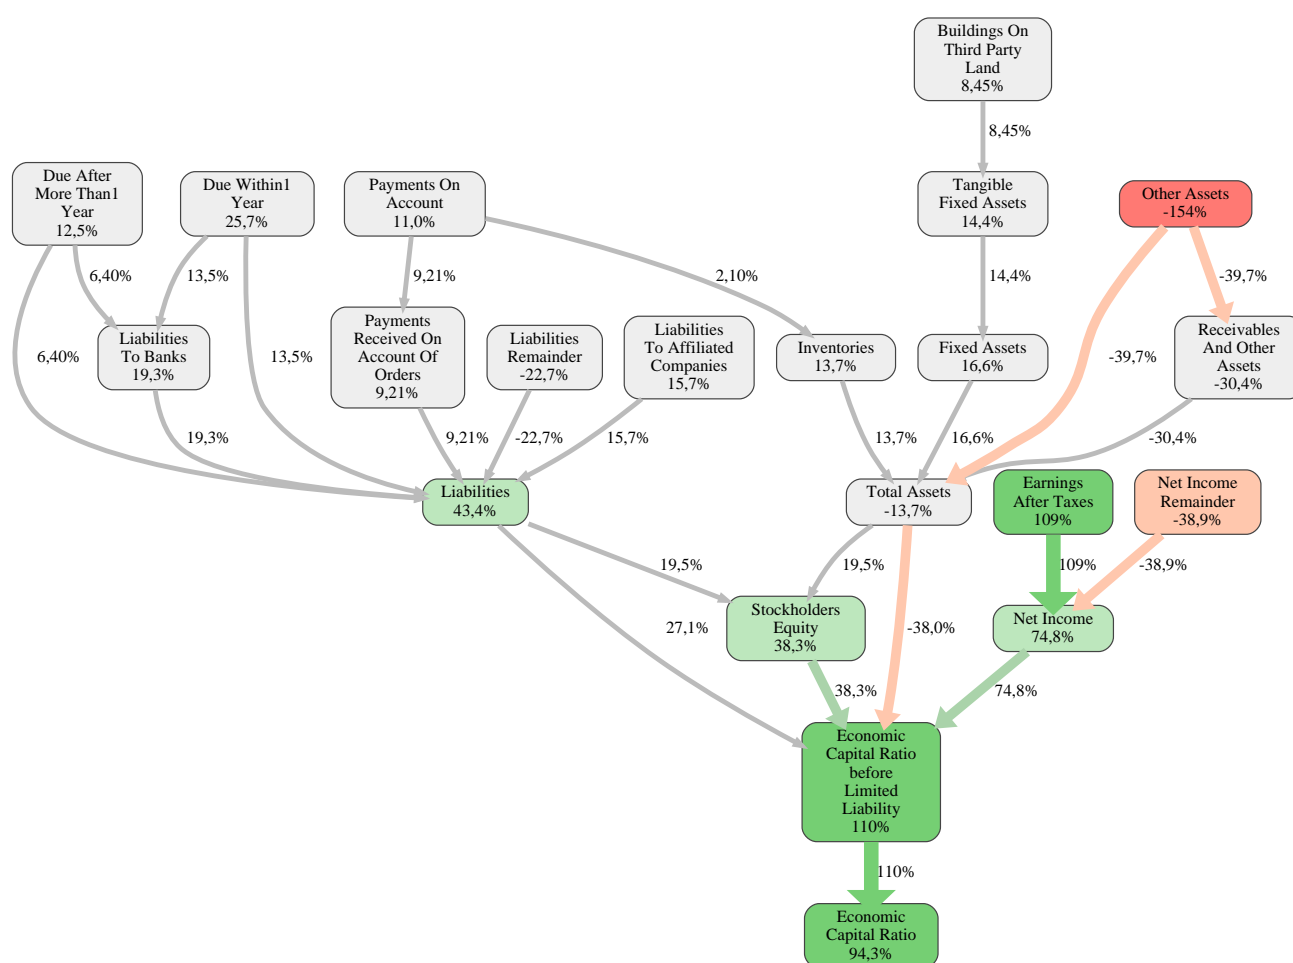 Buildings On
Third Party
Land
8,45%
8,45%
Due After
More Than1
Year
12,5%
Due Within1
Year
25,7%
Payments On
Account
11,0%
Tangible
Fixed Assets
14,4%
Other Assets
-154%
6,40%
13,5%
9,21%
2,10%
14,4%
-39,7%
6,40%
Liabilities
To Banks
19,3%
13,5%
Payments
Received On
Account Of
Orders
9,21%
Liabilities
Remainder
-22,7%
Liabilities
To Affiliated
Companies
15,7%
Inventories
13,7%
Fixed Assets
16,6%
-39,7%
Receivables
And Other
Assets
-30,4%
19,3%
9,21%
-22,7%
15,7%
13,7%
16,6%
-30,4%
Liabilities
43,4%
Total Assets
-13,7%
Earnings
After Taxes
109%
Net Income
Remainder
-38,9%
19,5%
19,5%
109%
-38,9%
27,1%
Stockholders
Equity
38,3%
-38,0%
Net Income
74,8%
38,3%
74,8%
Economic
Capital Ratio
before
Limited
Liability
110%
110%
Economic
Capital Ratio
94,3%